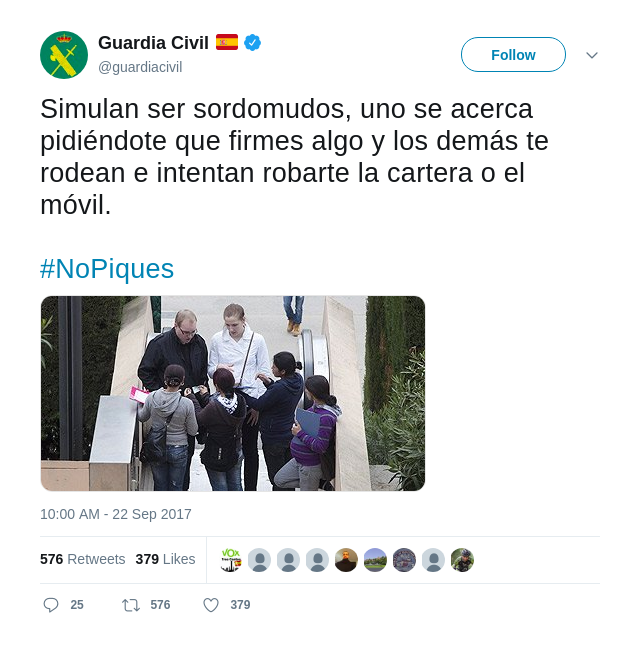 Guardia Civil
@guardiacivil
Follow
Simulan ser sordomudos, uno se acerca
pidiéndote que firmes algo y los demás te
rodean e intentan robarte la cartera o el
móvil.
#NoPiques
10:00 AM - 22 Sep 2017
576 Retweets 379 Likes
VOX
25 576 379